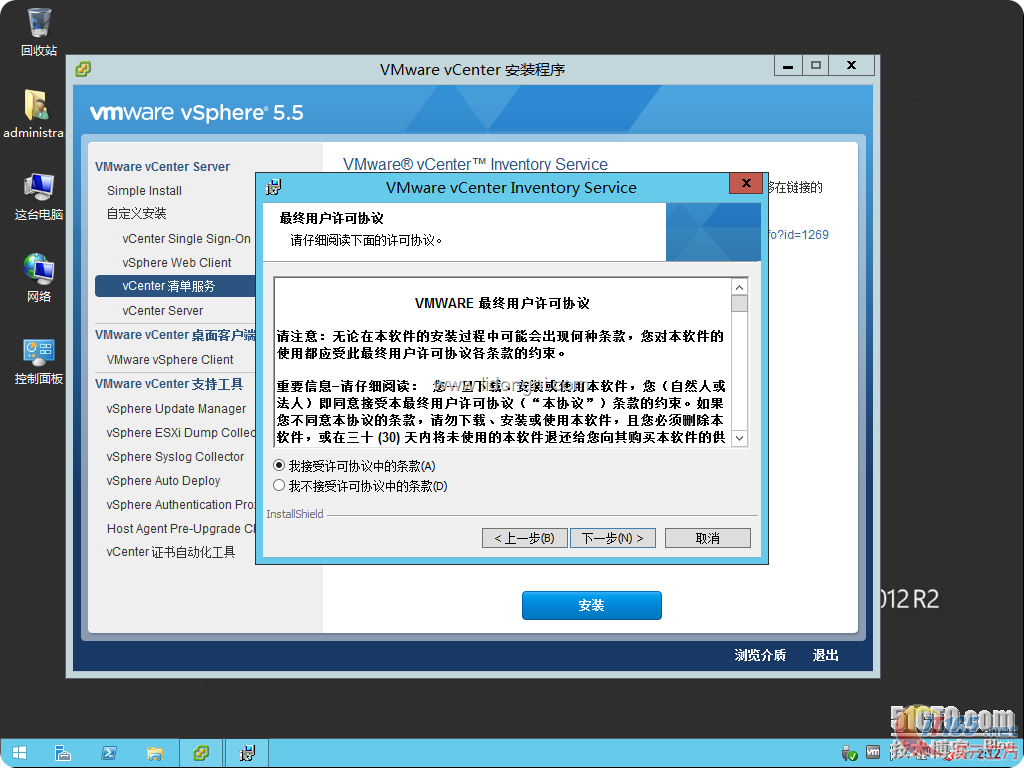 回收站
administra
这台电脑
网络
控制面板
VMware vCenter 安装程序
vmware vSphere® 5.5
VMware vCenter Server
Simple Install
自定义安装
vCenter Single Sign-On
vSphere Web Client
vCenter 清单服务
vCenter Server
VMware vCenter 桌面客户端
VMware vSphere Client
VMware vCenter 支持工具
vSphere Update Manager
vSphere ESXi Dump Collec
vSphere Syslog Collector
vSphere Auto Deploy
vSphere Authentication Pro
Host Agent Pre-Upgrade Cl
vCenter 证书自动化工具
VMware® vCenter™ Inventory Service
够在链接的
fo?id=1269
VMware vCenter Inventory Service
最终用户许可协议
请仔细阅读下面的许可协议。
VMWARE 最终用户许可协议
请注意：无论在本软件的安装过程中可能会出现何种条款，您对本软件的
使用都应受此最终用户许可协议各条款的约束。
重要信息-请仔细阅读： 您一旦下载、安装或使用本软件，您（自然人或
法人）即同意接受本最终用户许可协议（“本协议”）条款的约束。如果
您不同意本协议的条款，请勿下载、安装或使用本软件，且您必须删除本
软件，或在三十 (30) 天内将未使用的本软件退还给您向其购买本软件的供
我接受许可协议中的条款(A)
我不接受许可协议中的条款(D)
InstallShield
< 上一步(B)
下一步(N) >
取消
安装
浏览介质
退出
012 R2
51CTO.com
技术博客
Blog
2:12